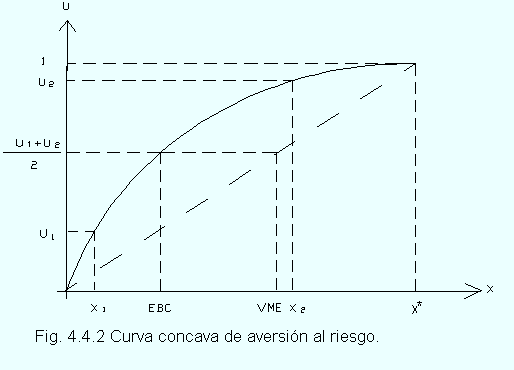 U
1
U2
U1+U2
2
U1
X1 EBC VME X2 X* X
Fig. 4.4.2 Curva concava de aversión al riesgo.